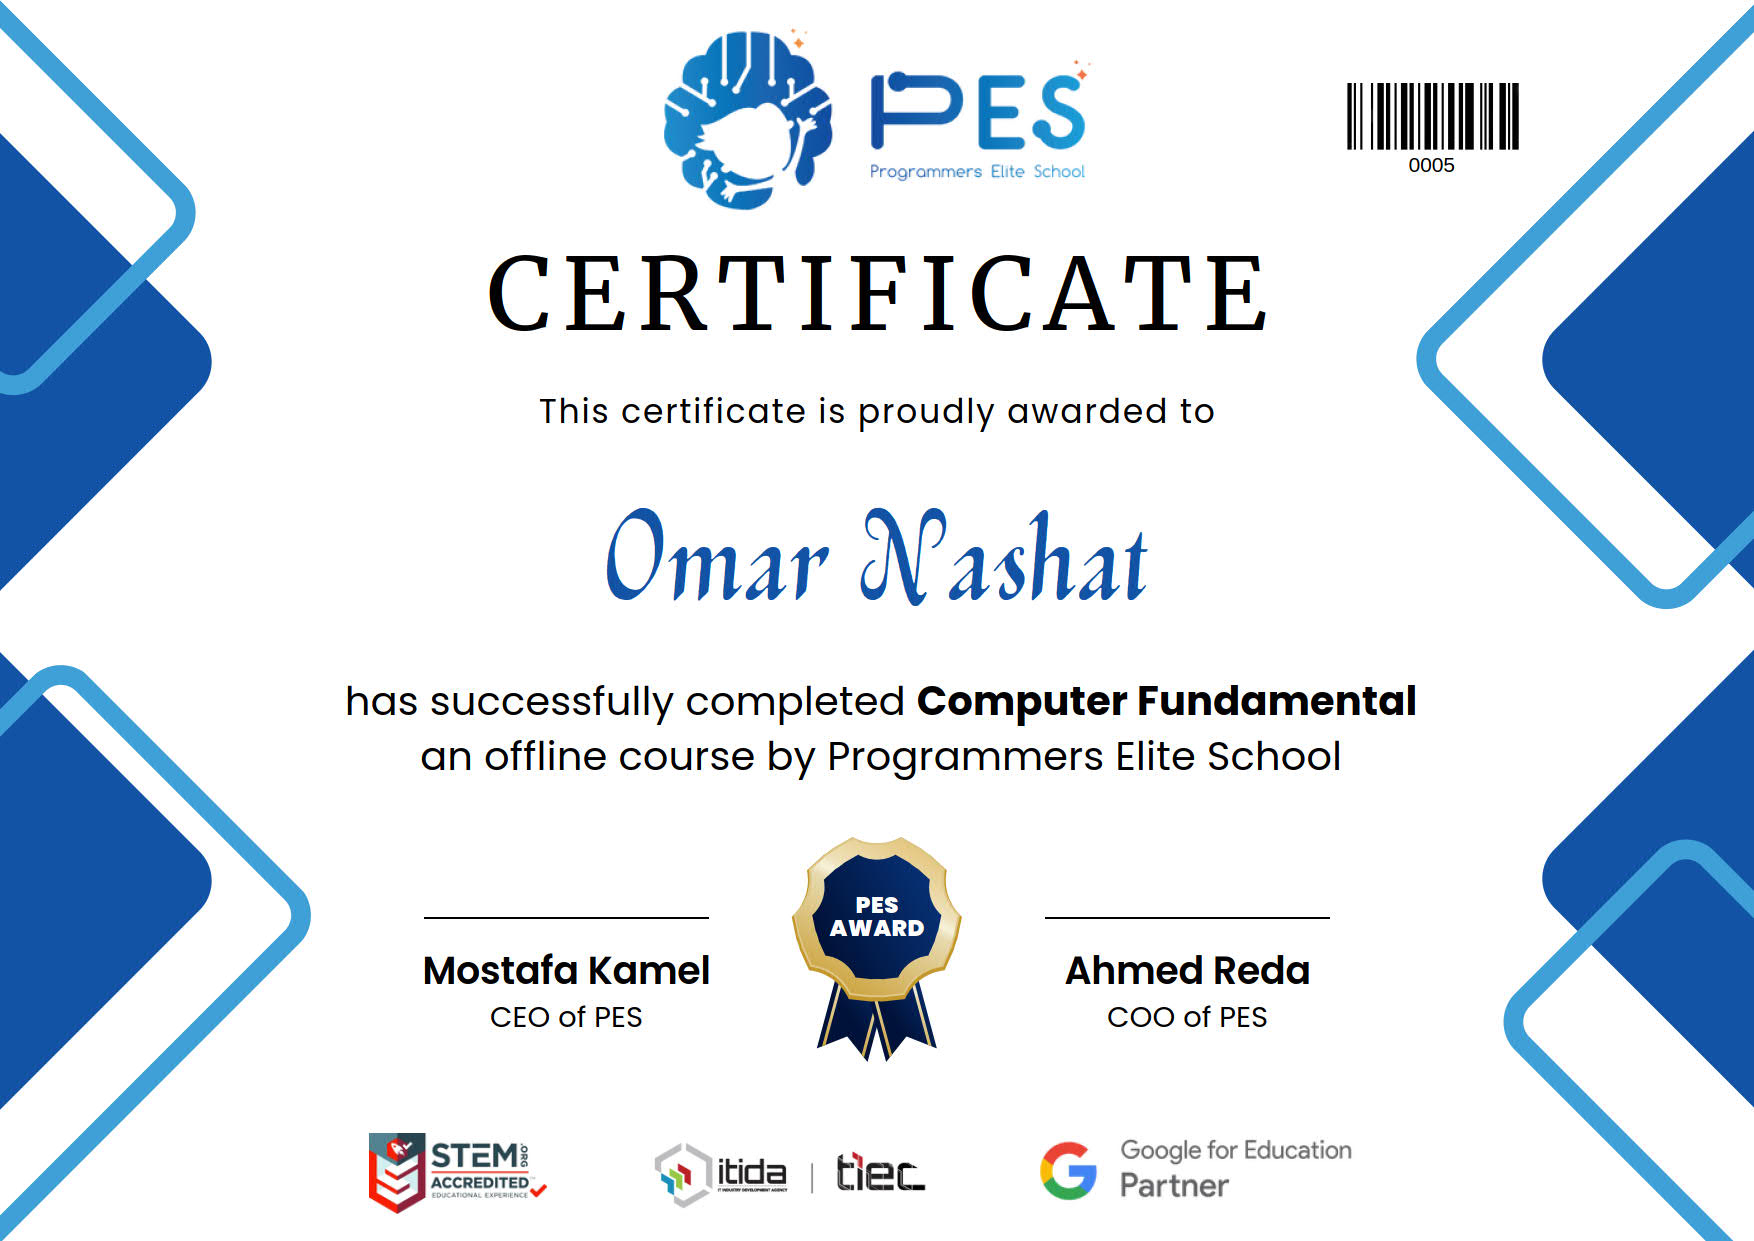 PES
Programmers Elite School
0005
CERTIFICATE
This certificate is proudly awarded to
Omar Nashat
has successfully completed Computer Fundamental
an offline course by Programmers Elite School
PES
AWARD
Mostafa Kamel
CEO of PES
Ahmed Reda
COO of PES
STEM.ORG
ACCREDITED
EDUCATIONAL EXPERIENCE
itida
IT INDUSTRY DEVELOPMENT AGENCY
tiec
Google for Education
Partner